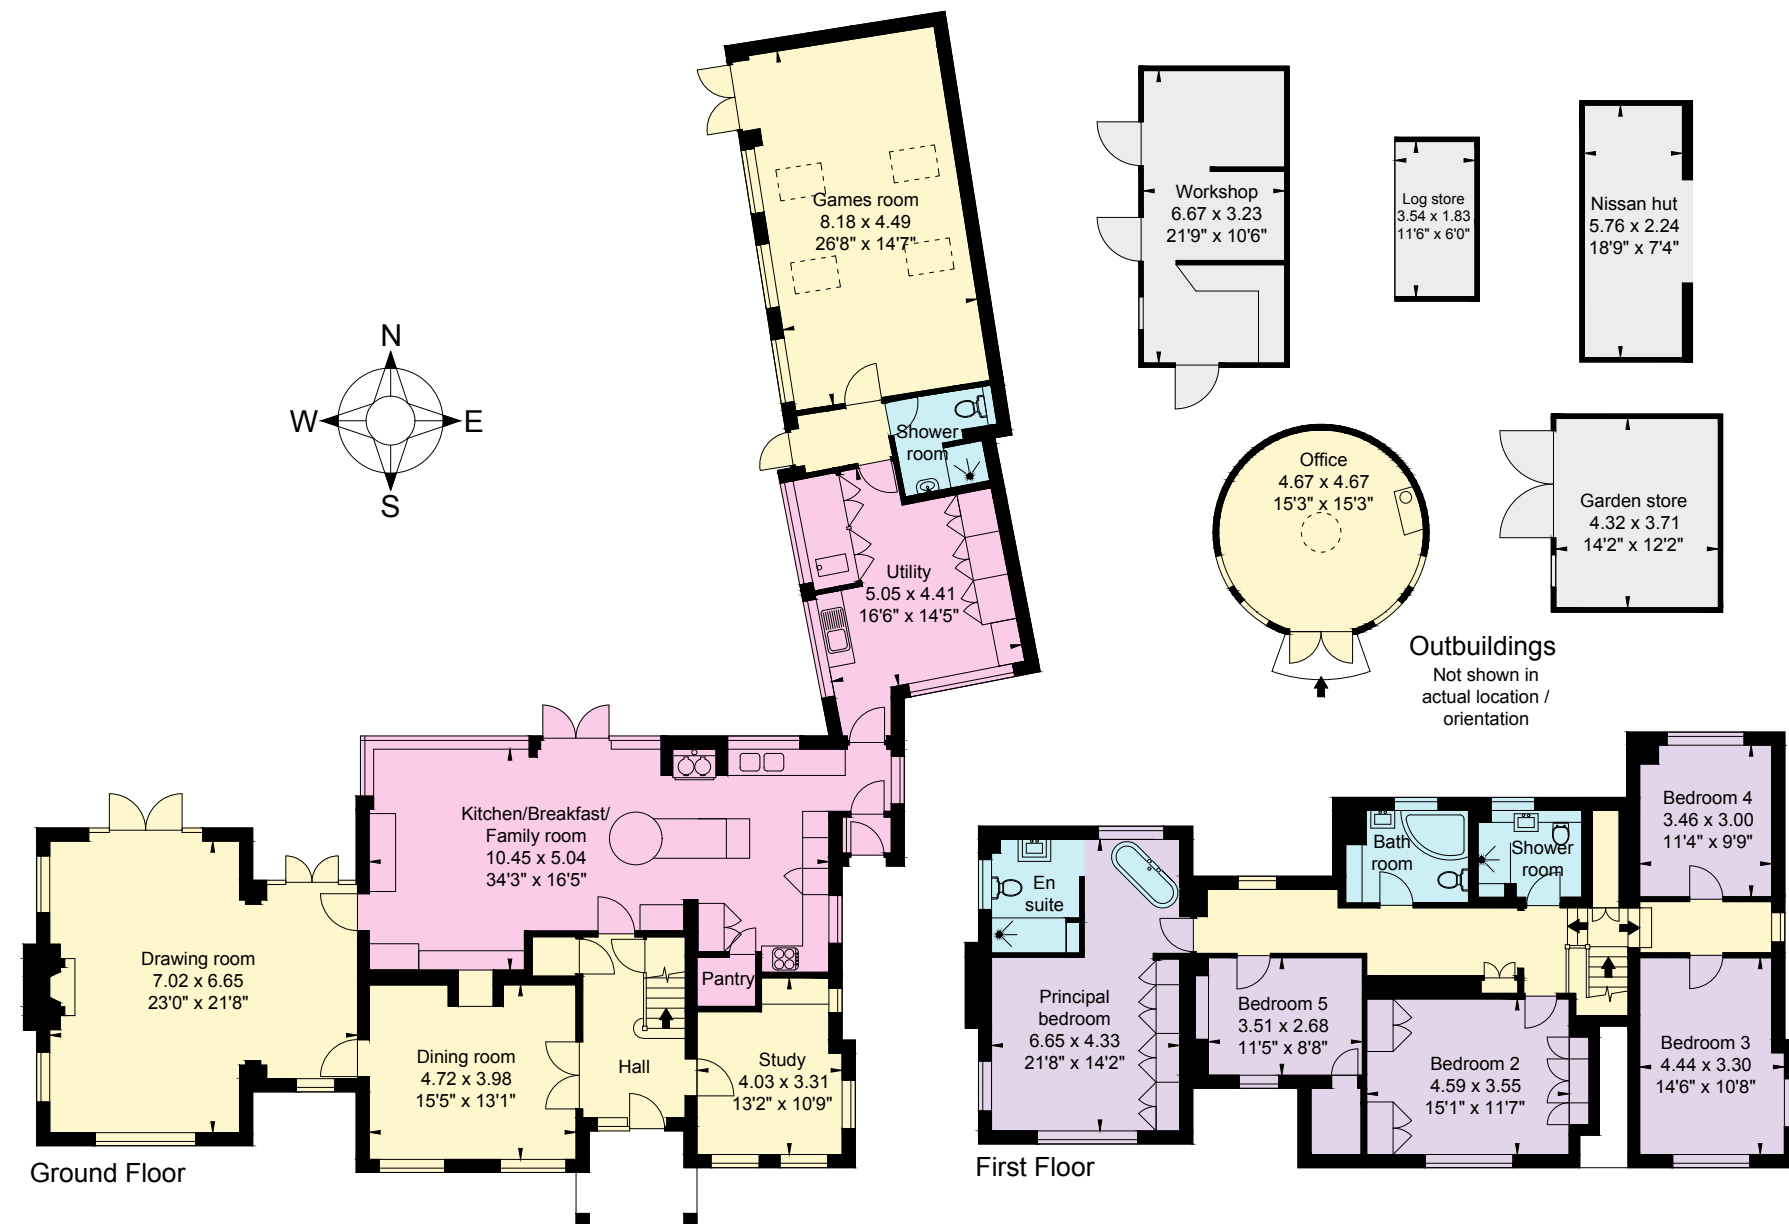 Games room
8.18 x 4.49
26'8" x 14'7"
Workshop
6.67 x 3.23
21'9" x 10'6"
Log store
3.54 x 1.83
11'6" x 6'0"
Nissan hut
5.76 x 2.24
18'9" x 7'4"
N
W
E
S
Shower
room
Office
4.67 x 4.67
15'3" x 15'3"
Garden store
4.32 x 3.71
14'2" x 12'2"
Utility
5.05 x 4.41
16'6" x 14'5"
Outbuildings
Not shown in
actual location /
orientation
Kitchen/Breakfast/
Family room
10.45 x 5.04
34'3" x 16'5"
Drawing room
7.02 x 6.65
23'0" x 21'8"
Pantry
Dining room
4.72 x 3.98
15'5" x 13'1"
Hall
Study
4.03 x 3.31
13'2" x 10'9"
Ground Floor
En
suite
Bath
room
Shower
room
Bedroom 4
3.46 x 3.00
11'4" x 9'9"
Principal
bedroom
6.65 x 4.33
21'8" x 14'2"
Bedroom 5
3.51 x 2.68
11'5" x 8'8"
Bedroom 2
4.59 x 3.55
15'1" x 11'7"
Bedroom 3
4.44 x 3.30
14'6" x 10'8"
First Floor